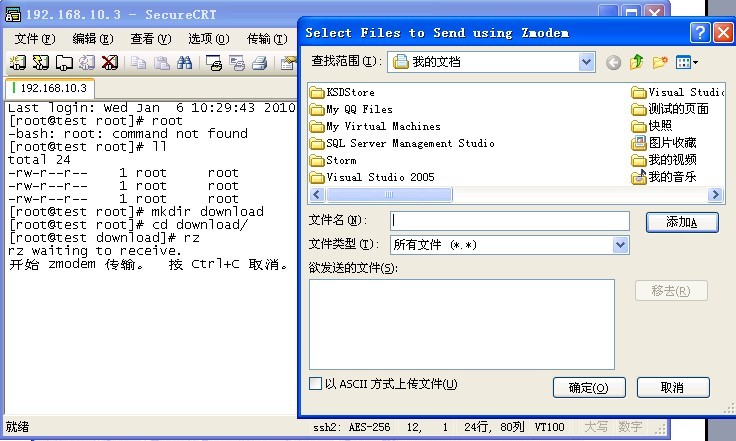 192.168.10.3 - SecureCRT
文件(F) 编辑(E) 查看(V) 选项(O) 传输(T)
192.168.10.3
Last login: Wed Jan  6 10:29:43 2010
[root@test root]# root
-bash: root: command not found
[root@test root]# ll
total 24
-rw-r--r--    1 root     root
-rw-r--r--    1 root     root
-rw-r--r--    1 root     root
[root@test root]# mkdir download
[root@test root]# cd download/
[root@test download]# rz
rz waiting to receive.
开始 zmodem 传输。  按 Ctrl+C 取消。
就绪 ssh2: AES-256 12, 1 24行, 80列 VT100 大写 数字
Select Files to Send using Zmodem
查找范围(I): 我的文档
KSDStore
My QQ Files
My Virtual Machines
SQL Server Management Studio
Storm
Visual Studio 2005
Visual Studi
测试的页面
快照
图片收藏
我的视频
我的音乐
文件名(N): 添加A
文件类型(T): 所有文件 (*.*)
欲发送的文件(S):
移去(R)
以 ASCII 方式上传文件(U)
确定(O) 取消